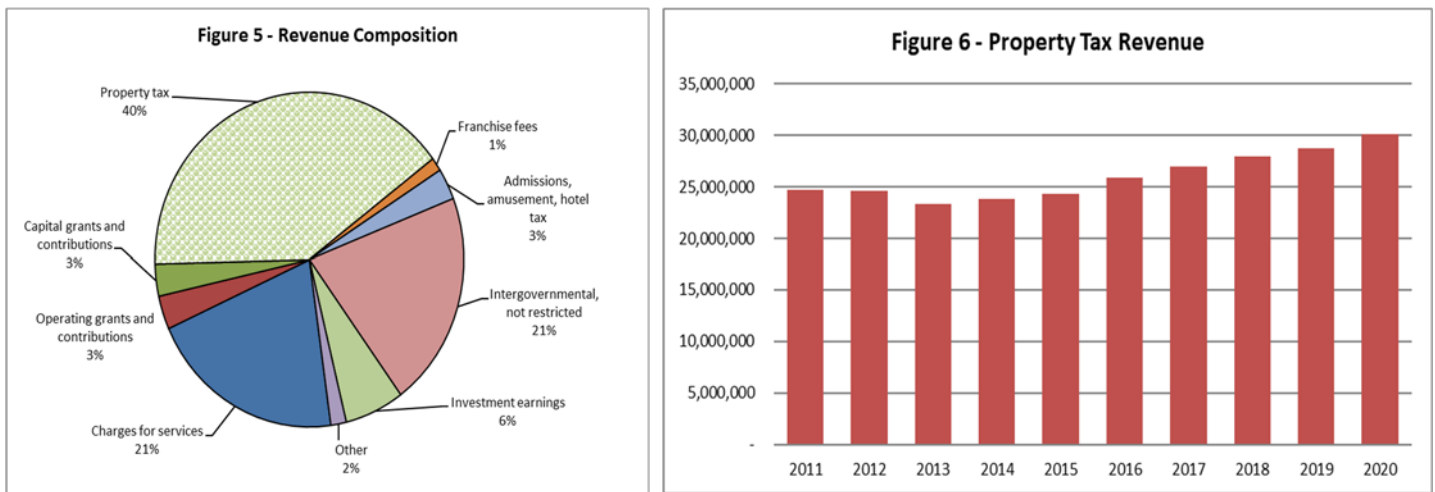 Figure 5 - Revenue Composition
Property tax
40%
Franchise fees
1%
Admissions,
amusement, hotel
tax
3%
Capital grants and
contributions
3%
Intergovernmental,
not restricted
21%
Operating grants and
contributions
3%
Investment earnings
6%
Charges for services
21%
Other
2%
Figure 6 - Property Tax Revenue
35,000,000
30,000,000
25,000,000
20,000,000
15,000,000
10,000,000
5,000,000
-
2011 2012 2013 2014 2015 2016 2017 2018 2019 2020